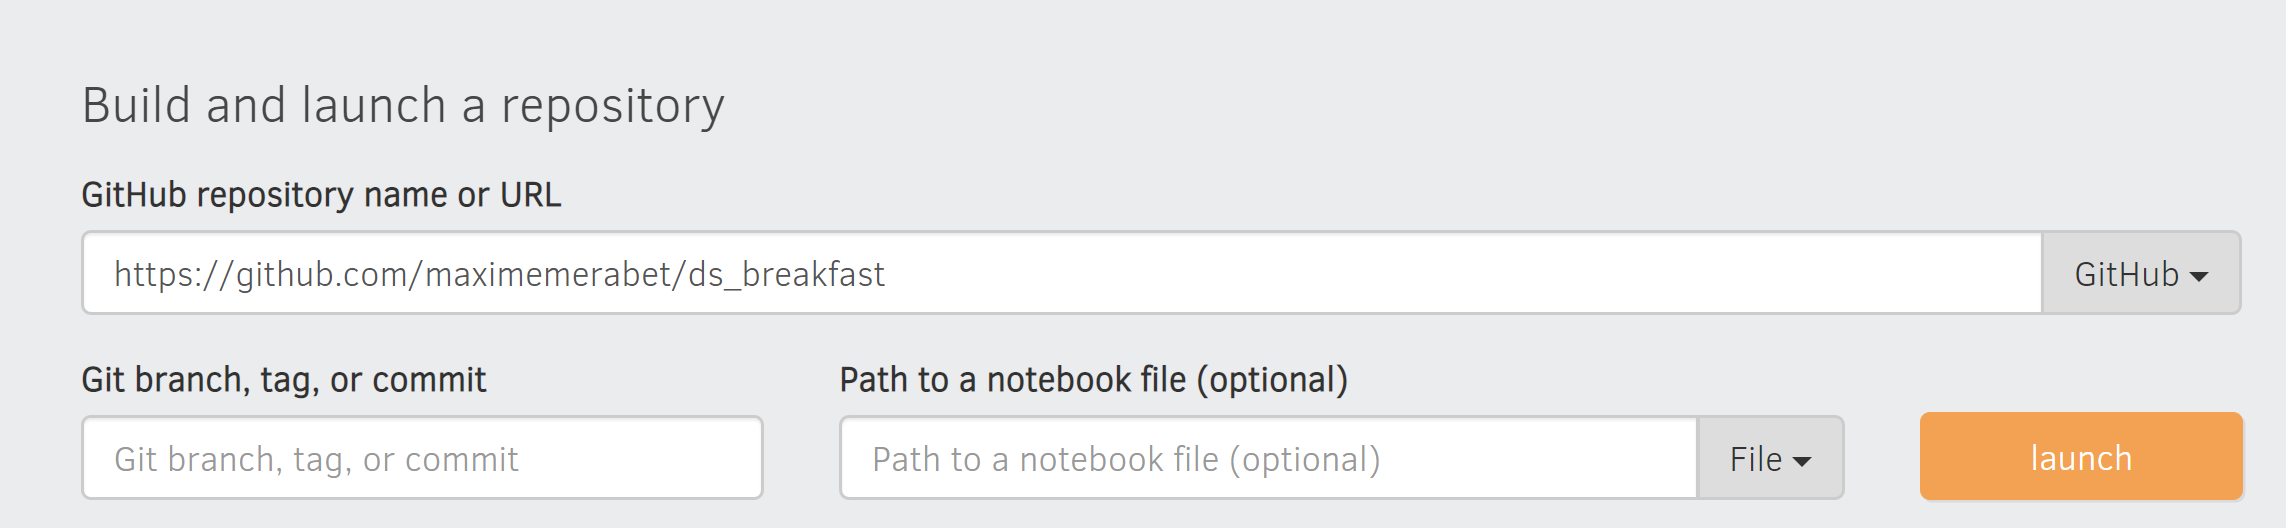 Build and launch a repository
GitHub repository name or URL
https://github.com/maximemerabet/ds_breakfast
GitHub
Git branch, tag, or commit
Path to a notebook file (optional)
Git branch, tag, or commit
Path to a notebook file (optional)
File
launch